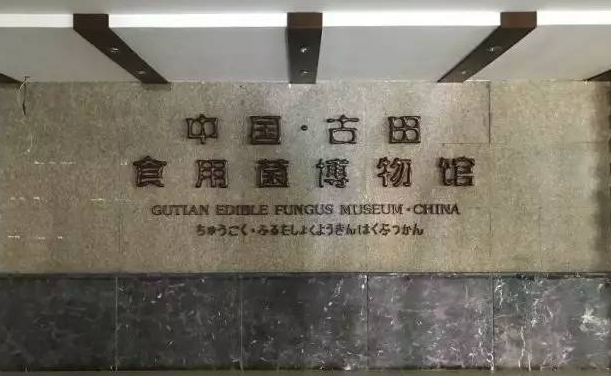 中国·古田
食用菌博物馆
GUTIAN EDIBLE FUNGUS MUSEUM·CHINA
ちゅうごく·ふるたしょくようきんはくぶつかん